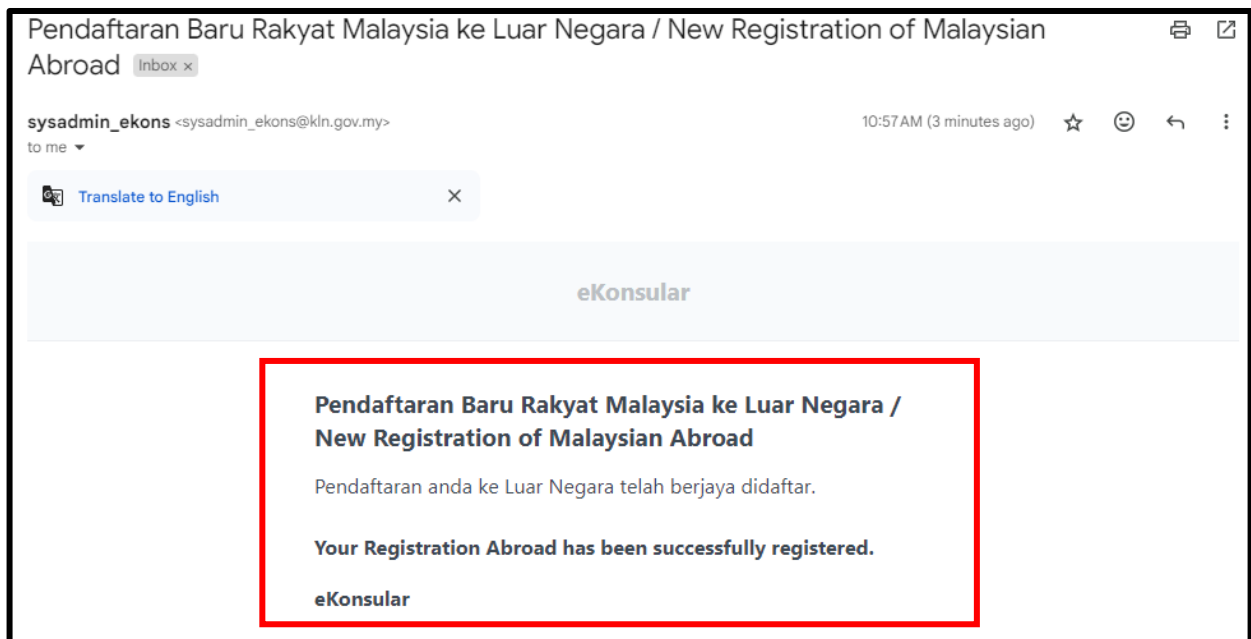 Pendaftaran Baru Rakyat Malaysia ke Luar Negara / New Registration of Malaysian
Abroad Inbox x
sysadmin_ekons <sysadmin_ekons@kln.gov.my> 10:57 AM (3 minutes ago)
to me
Translate to English
eKonsular
Pendaftaran Baru Rakyat Malaysia ke Luar Negara /
New Registration of Malaysian Abroad
Pendaftaran anda ke Luar Negara telah berjaya didaftar.
Your Registration Abroad has been successfully registered.
eKonsular